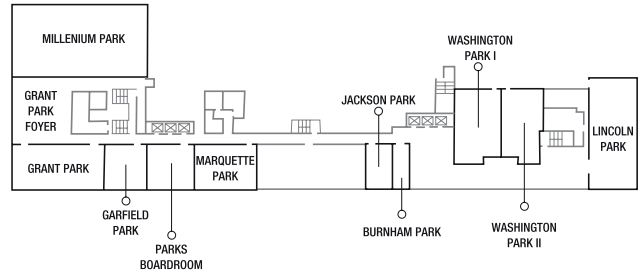 MILLENIUM PARK
WASHINGTON
PARK I
GRANT
PARK
FOYER
JACKSON PARK
LINCOLN
PARK
GRANT PARK
MARQUETTE
PARK
GARFIELD
PARK
PARKS
BOARDROOM
BURNHAM PARK
WASHINGTON
PARK II